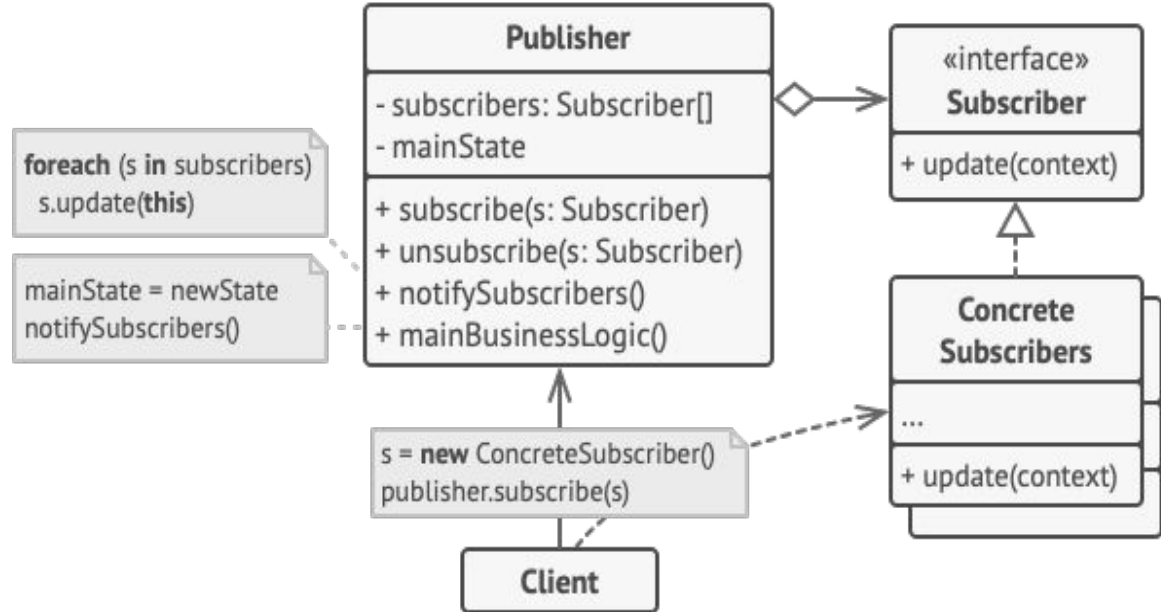 Publisher
- subscribers: Subscriber[]
- mainState
+ subscribe(s: Subscriber)
+ unsubscribe(s: Subscriber)
+ notifySubscribers()
+ mainBusinessLogic()
«interface»
Subscriber
+ update(context)
foreach (s in subscribers)
s.update(this)
mainState = newState
notifySubscribers()
Concrete
Subscribers
...
+ update(context)
s = new ConcreteSubscriber()
publisher.subscribe(s)
Client